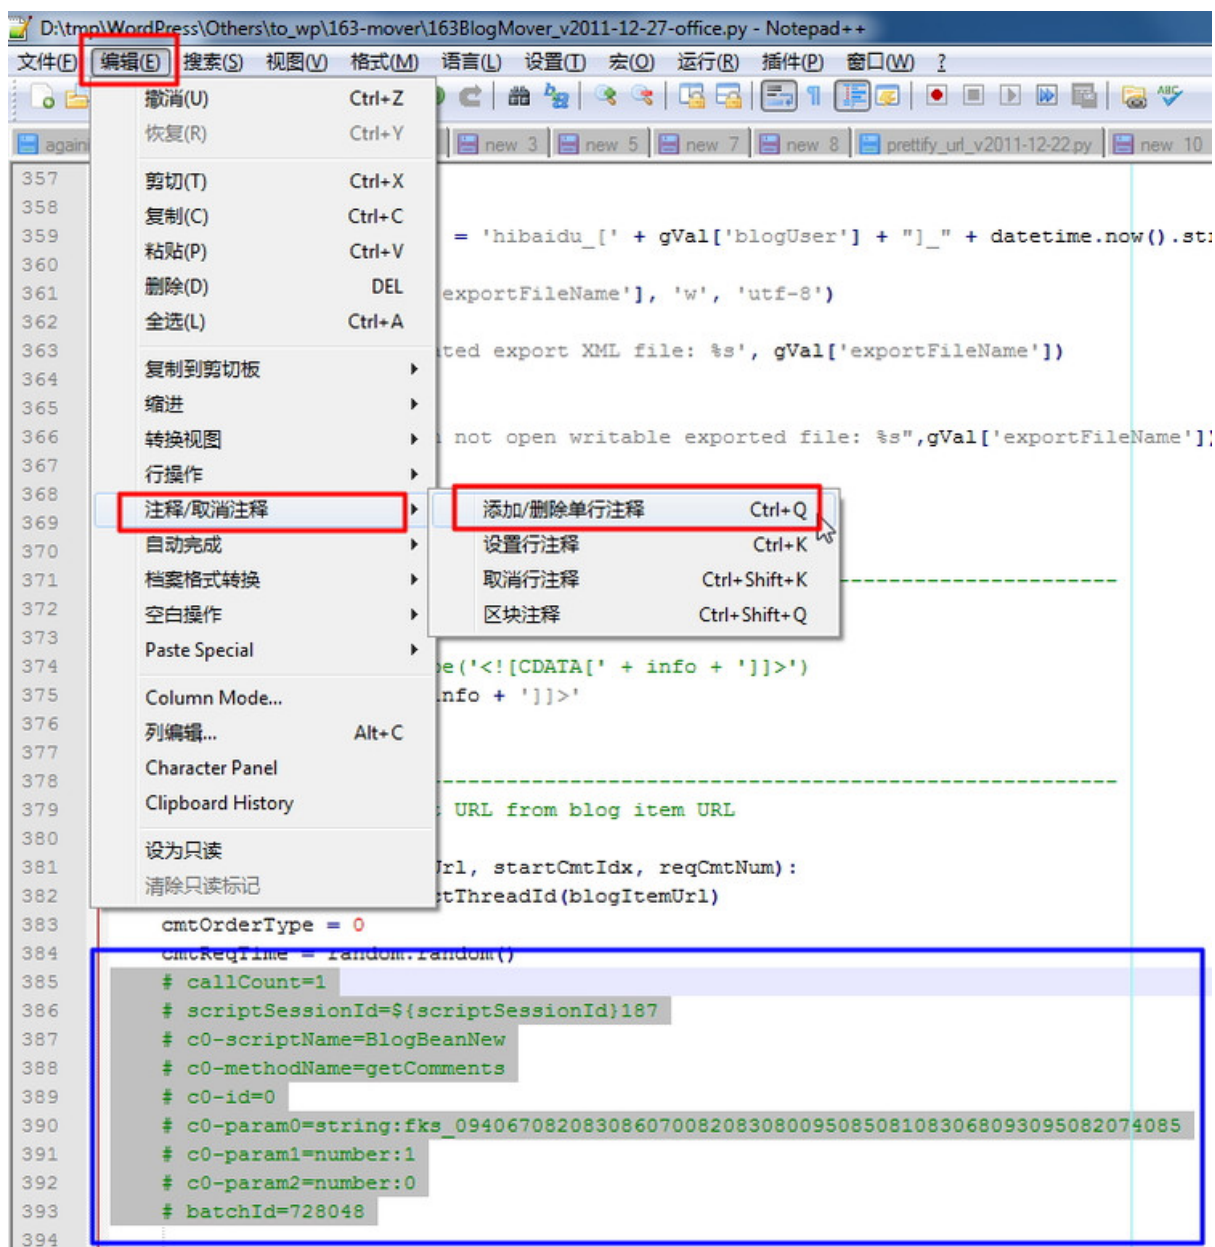 D:\tmp\WordPress\Others\to_wp\163-mover\163BlogMover_v2011-12-27-office.py - Notepad++
文件(F) 编辑(E) 搜索(S) 视图(V) 格式(M) 语言(L) 设置(T) 宏(O) 运行(R) 插件(P) 窗口(W) ?
撤消(U) Ctrl+Z
恢复(R) Ctrl+Y
againi new 3 new 5 new 7 new 8 prettify_url_v2011-12-22.py new 10
357
剪切(T) Ctrl+X
358
复制(C) Ctrl+C
359 = 'hibaidu_[' + gVal['blogUser'] + "]_" + datetime.now().str
粘贴(P) Ctrl+V
360
删除(D) DEL
361 exportFileName'], 'w', 'utf-8')
362
全选(L) Ctrl+A
363 ted export XML file: %s', gVal['exportFileName'])
复制到剪切板
364
缩进
365
366 not open writable exported file: %s",gVal['exportFileName'])
转换视图
367
行操作
368
注释/取消注释 添加/删除单行注释 Ctrl+Q
369
自动完成 设置行注释 Ctrl+K
370
371 ----------------------
档案格式转换 取消行注释 Ctrl+Shift+K
372
空白操作 区块注释 Ctrl+Shift+Q
373
Paste Special
374 pe('<![CDATA[' + info + ']]>')
375 info + ']]>'
Column Mode...
376
列编辑... Alt+C
377
Character Panel
378 ------------------------------------------------------
379 URL from blog item URL
Clipboard History
380
设为只读
381 Url, startCmtIdx, reqCmtNum):
清除只读标记
382 ctThreadId(blogItemUrl)
383 cmtOrderType = 0
384 cmtReqTime = random.random()
385 # callCount=1
386 # scriptSessionId=${scriptSessionId}187
387 # c0-scriptName=BlogBeanNew
388 # c0-methodName=getComments
389 # c0-id=0
390 # c0-param0=string:fks_094067082083086070082083080095085081083068093095082074085
391 # c0-param1=number:1
392 # c0-param2=number:0
393 # batchId=728048
394